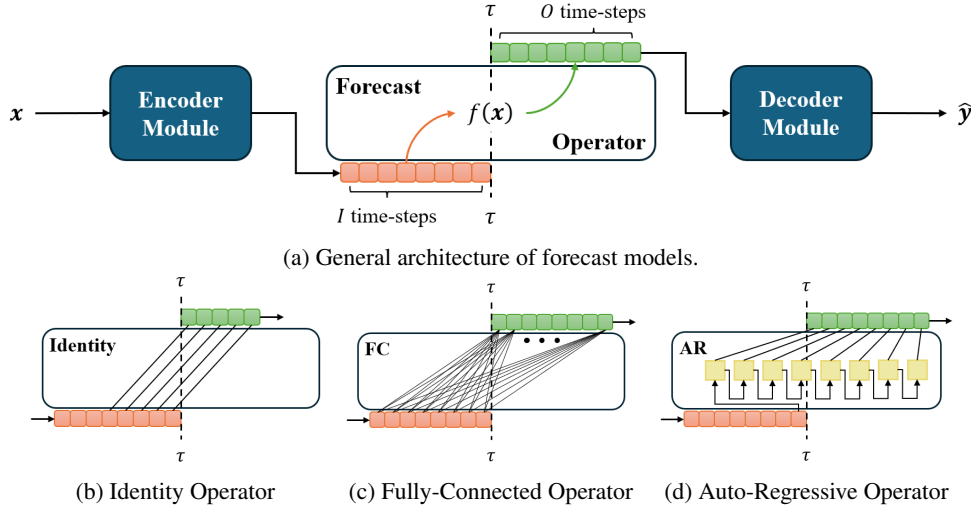 τ
O time-steps
x
Encoder
Module
Forecast
f(x)
Operator
Decoder
Module
ŷ
I time-steps
τ
(a) General architecture of forecast models.
τ
τ
τ
Identity
FC
• • •
AR
τ
τ
τ
(b) Identity Operator
(c) Fully-Connected Operator
(d) Auto-Regressive Operator